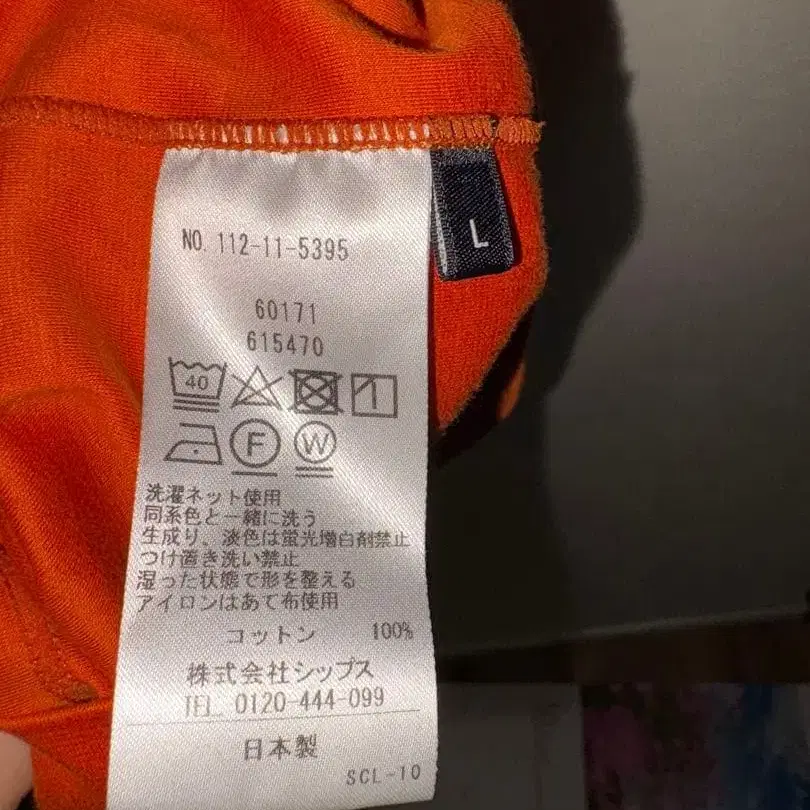 L
NO. 112-11-5395
60171
615470
40
F
W
洗濯ネット使用
同系色と一緒に洗う
生成り、淡色は蛍光増白剤禁止
つけ置き洗い禁止
湿った状態で形を整える
アイロンはあて布使用
コットン 100%
株式会社シップス
TEL. 0120-444-099
日本製
SCL-10